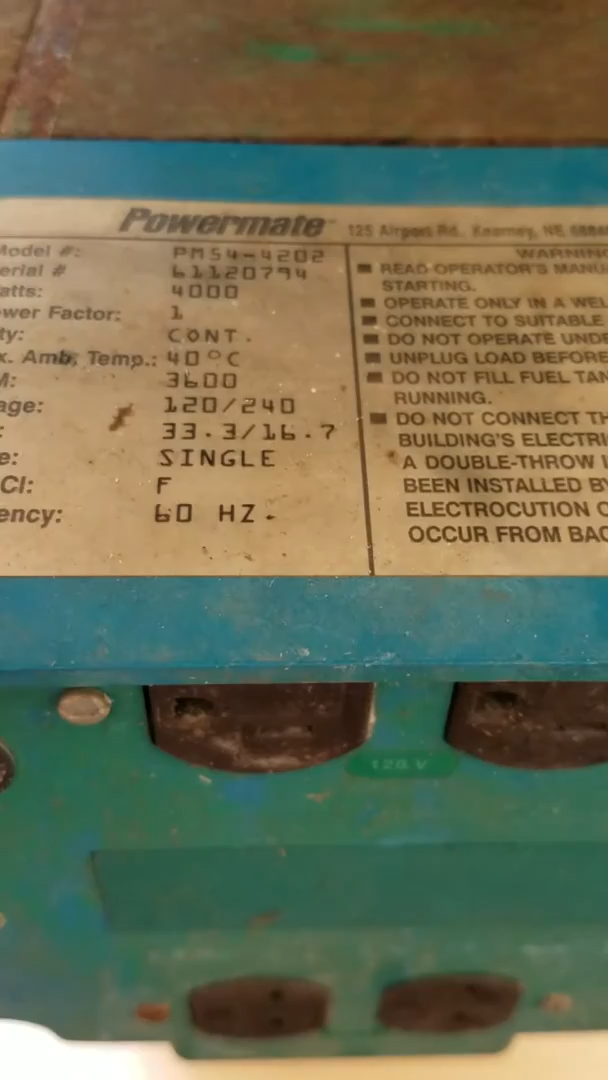 Powermate 125 Airport Rd., Kearney, NE 6884
Model #: PM54-4202
erial # 61120794
atts: 4000
wer Factor: 1
ty: CONT.
x. Amb, Temp.: 40°C
M: 3600
age: 120/240
: 33.3/16.7
e: SINGLE
CI: F
ency: 60 HZ.
WARNING
READ OPERATOR'S MANU
STARTING.
OPERATE ONLY IN A WEL
CONNECT TO SUITABLE
DO NOT OPERATE UNDE
UNPLUG LOAD BEFORE
DO NOT FILL FUEL TAN
RUNNING.
DO NOT CONNECT TH
BUILDING'S ELECTRI
A DOUBLE-THROW
BEEN INSTALLED BY
ELECTROCUTION O
OCCUR FROM BAC
120 V